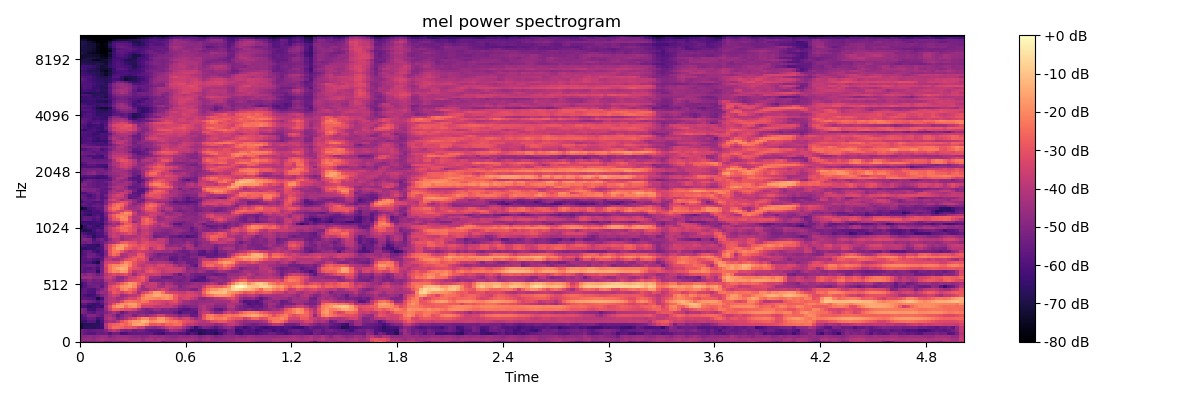 mel power spectrogram
Hz
8192
4096
2048
1024
512
0
0 0.6 1.2 1.8 2.4 3 3.6 4.2 4.8
Time
+0 dB
-10 dB
-20 dB
-30 dB
-40 dB
-50 dB
-60 dB
-70 dB
-80 dB